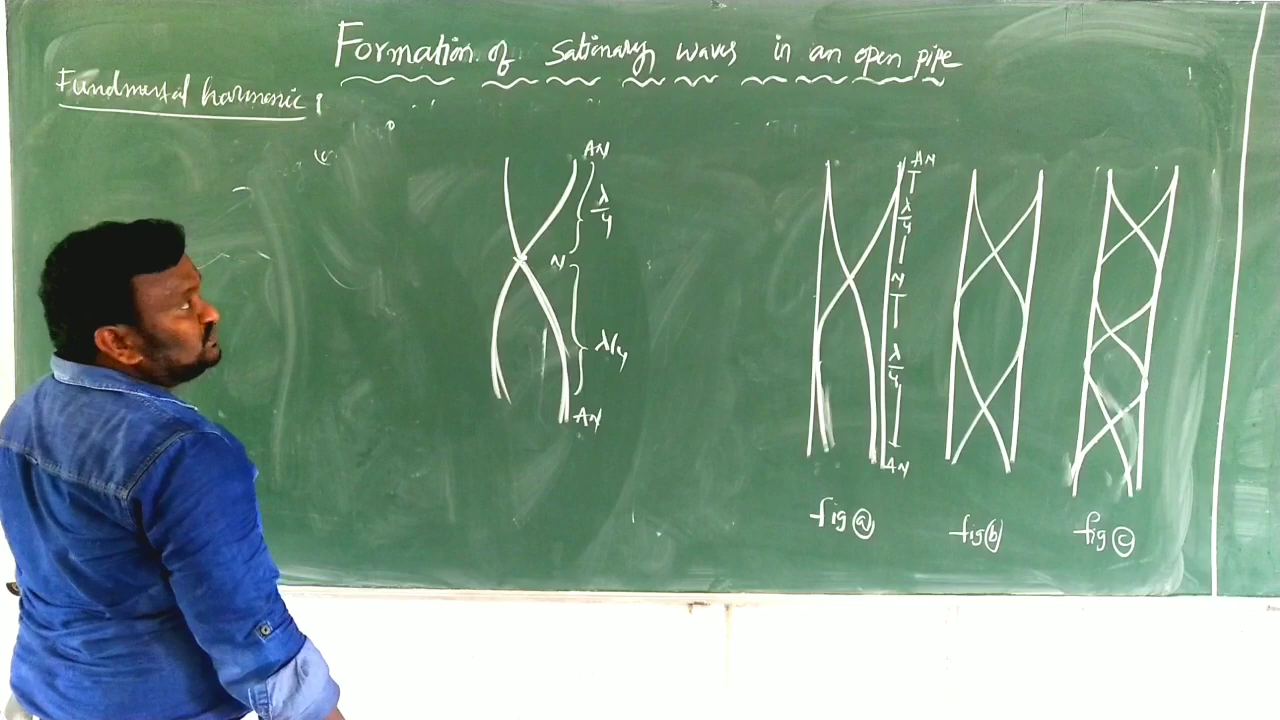 Formation of sationary waves in an open pipe
Fundmental harmonic :
AN
λ/4
N
λ/4
AN
AN
λ/4
N
λ/4
AN
fig (a)
fig (b)
fig (c)